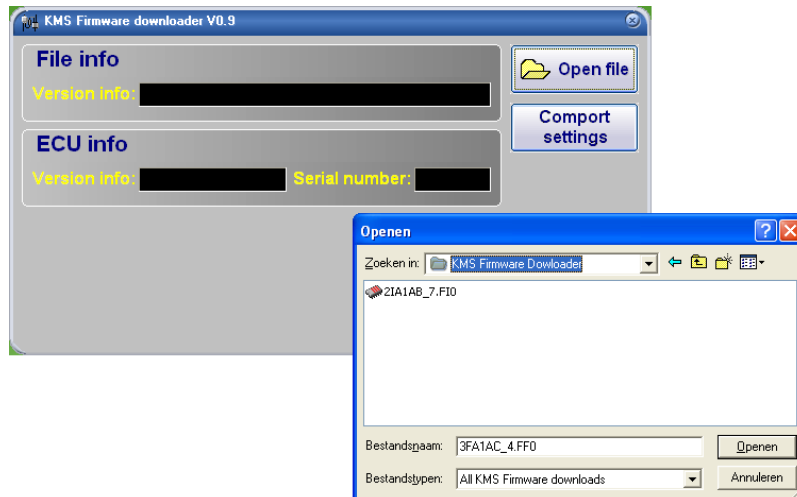 KMS Firmware downloader V0.9
File info
Version info:
Open file
Comport
settings
ECU info
Version info:
Serial number:
Openen
Zoeken in:
KMS Firmware Dowloader
2IA1AB_7.FI0
Bestandsnaam:
3FA1AC_4.FF0
Openen
Bestandstypen:
All KMS Firmware downloads
Annuleren